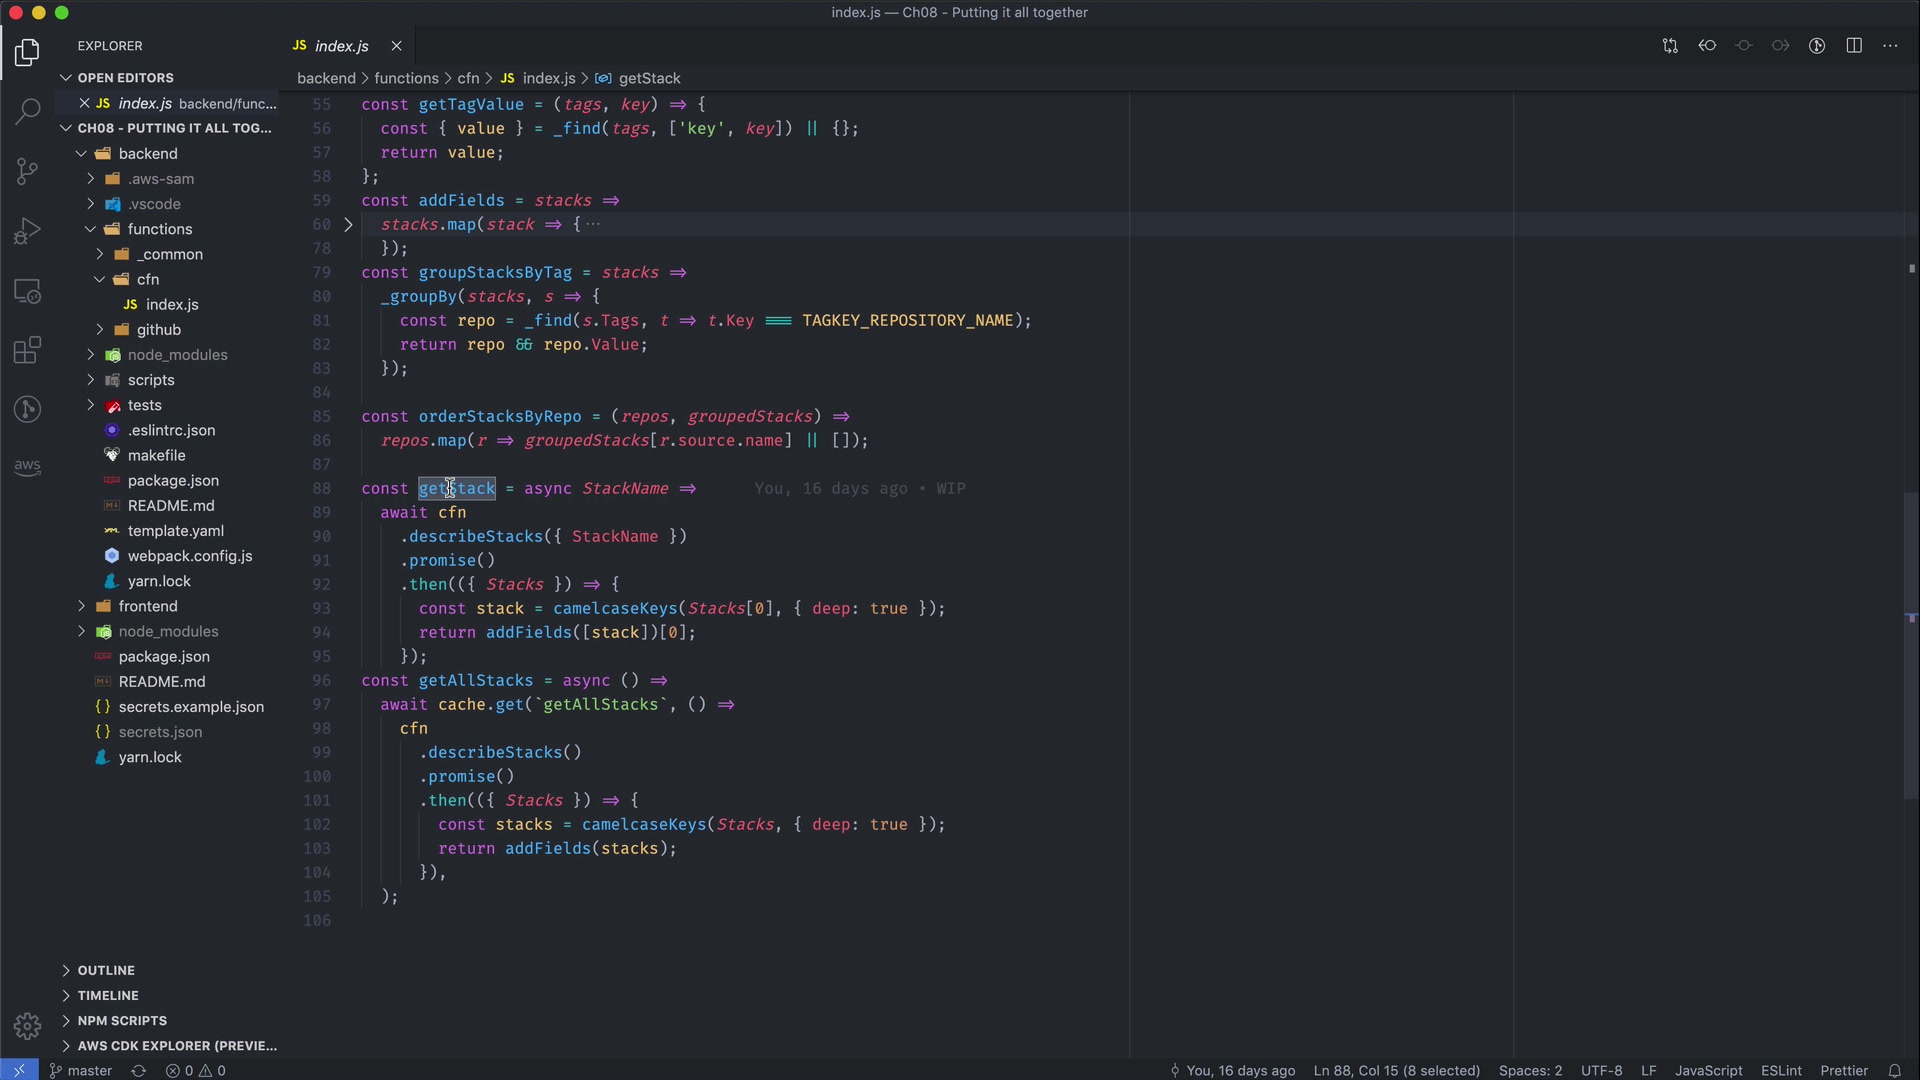 index.js — Ch08 - Putting it all together
EXPLORER
JS index.js
OPEN EDITORS
JS index.js backend/func...
CH08 - PUTTING IT ALL TOG...
backend
.aws-sam
.vscode
functions
_common
cfn
JS index.js
github
node_modules
scripts
tests
.eslintrc.json
makefile
package.json
README.md
template.yaml
webpack.config.js
yarn.lock
frontend
node_modules
package.json
README.md
{} secrets.example.json
{} secrets.json
yarn.lock
OUTLINE
TIMELINE
NPM SCRIPTS
AWS CDK EXPLORER (PREVIE...
aws
backend > functions > cfn > JS index.js > getStack
55 const getTagValue = (tags, key) => {
56 const { value } = _find(tags, ['key', key]) || {};
57 return value;
58 };
59 const addFields = stacks =>
60 stacks.map(stack => { ...
78 });
79 const groupStacksByTag = stacks =>
80 _groupBy(stacks, s => {
81 const repo = _find(s.Tags, t => t.Key === TAGKEY_REPOSITORY_NAME);
82 return repo && repo.Value;
83 });
84
85 const orderStacksByRepo = (repos, groupedStacks) =>
86 repos.map(r => groupedStacks[r.source.name] || []);
87
88 const getStack = async StackName => You, 16 days ago • WIP
89 await cfn
90 .describeStacks({ StackName })
91 .promise()
92 .then(({ Stacks }) => {
93 const stack = camelcaseKeys(Stacks[0], { deep: true });
94 return addFields([stack])[0];
95 });
96 const getAllStacks = async () =>
97 await cache.get(`getAllStacks`, () =>
98 cfn
99 .describeStacks()
100 .promise()
101 .then(({ Stacks }) => {
102 const stacks = camelcaseKeys(Stacks, { deep: true });
103 return addFields(stacks);
104 }),
105 );
106
master 0 0 You, 16 days ago Ln 88, Col 15 (8 selected) Spaces: 2 UTF-8 LF JavaScript ESLint Prettier